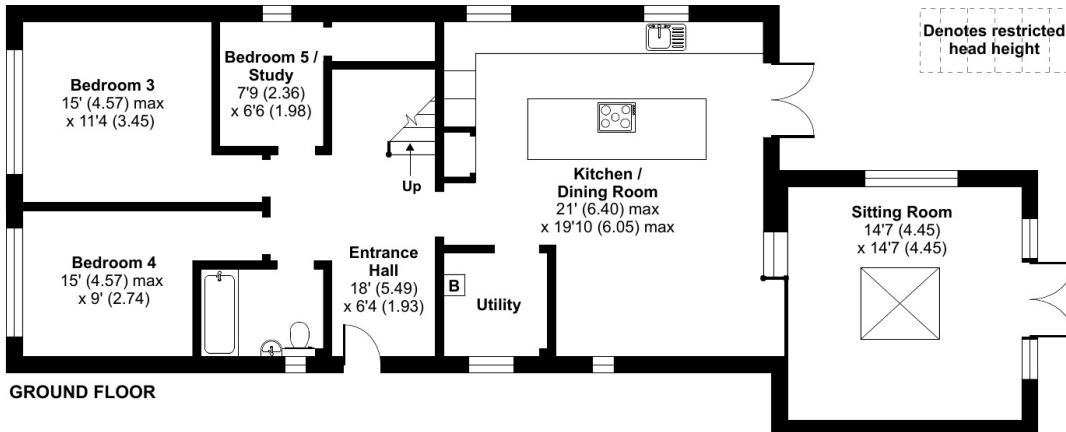 Denotes restricted
head height
Bedroom 3
15' (4.57) max
x 11'4 (3.45)
Bedroom 5 /
Study
7'9 (2.36)
x 6'6 (1.98)
Up
Kitchen /
Dining Room
21' (6.40) max
x 19'10 (6.05) max
Sitting Room
14'7 (4.45)
x 14'7 (4.45)
Bedroom 4
15' (4.57) max
x 9' (2.74)
Entrance
Hall
18' (5.49)
x 6'4 (1.93)
B
Utility
GROUND FLOOR